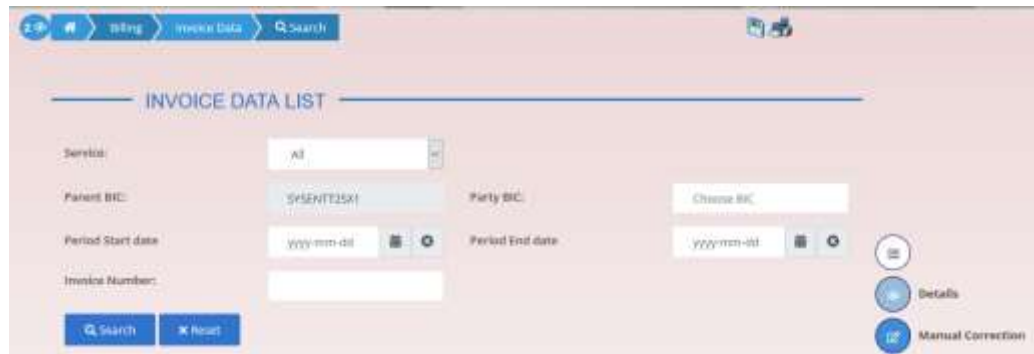 Billing Invoice Data Search
INVOICE DATA LIST
Service: All
Parent BIC: Party BIC: Choose BIC
Period Start date yyyy-mm-dd Period End date yyyy-mm-dd
Invoice Number:
Details
Search Reset
Manual Correction